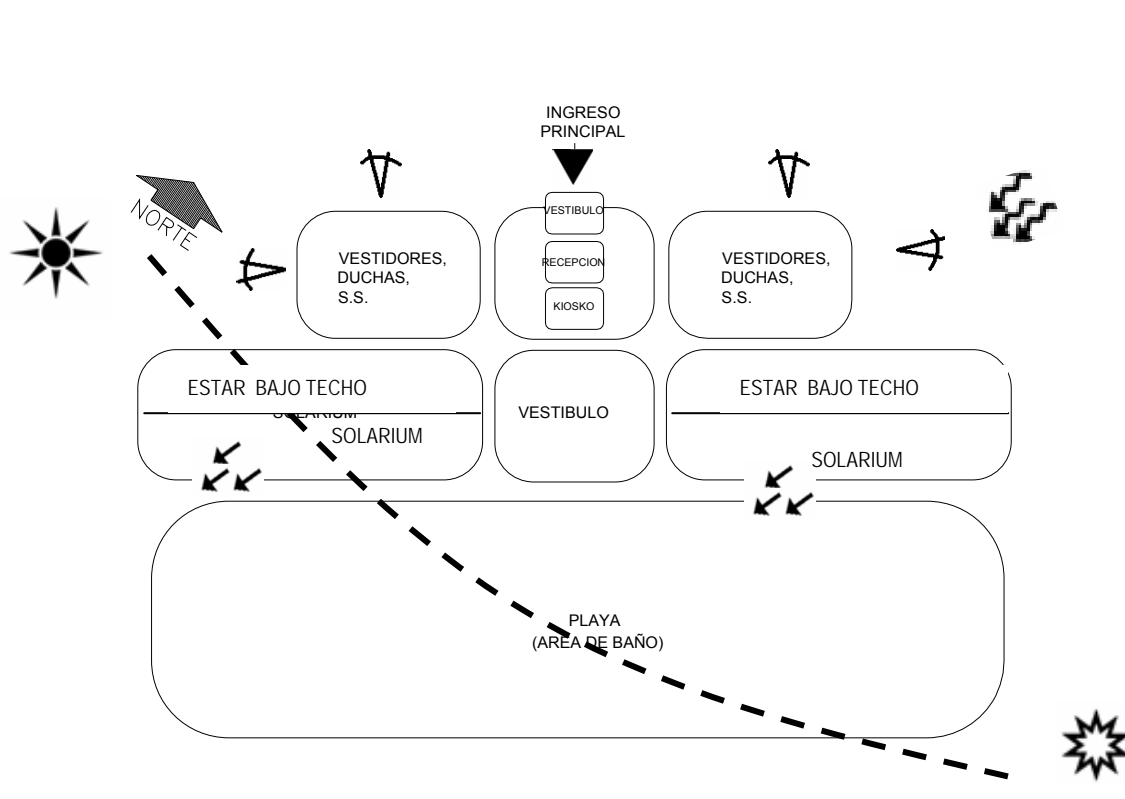 INGRESO
PRINCIPAL
NORTE
VESTIBULO
VESTIDORES,
DUCHAS,
S.S.
RECEPCION
KIOSKO
VESTIDORES,
DUCHAS,
S.S.
ESTAR BAJO TECHO
SOLARIUM
SOLARIUM
VESTIBULO
ESTAR BAJO TECHO
SOLARIUM
PLAYA
(AREA DE BAÑO)